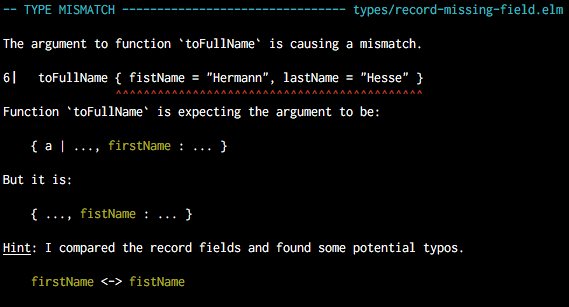 -- TYPE MISMATCH -------------------------------- types/record-missing-field.elm
The argument to function `toFullName` is causing a mismatch.
6|   toFullName { fistName = "Hermann", lastName = "Hesse" }
                ^^^^^^^^^^^^^^^^^^^^^^^^^^^^^^^^^^^^^^^^^^^^
Function `toFullName` is expecting the argument to be:
    { a | ..., firstName : ... }
But it is:
    { ..., fistName : ... }
Hint: I compared the record fields and found some potential typos.
    firstName <-> fistName